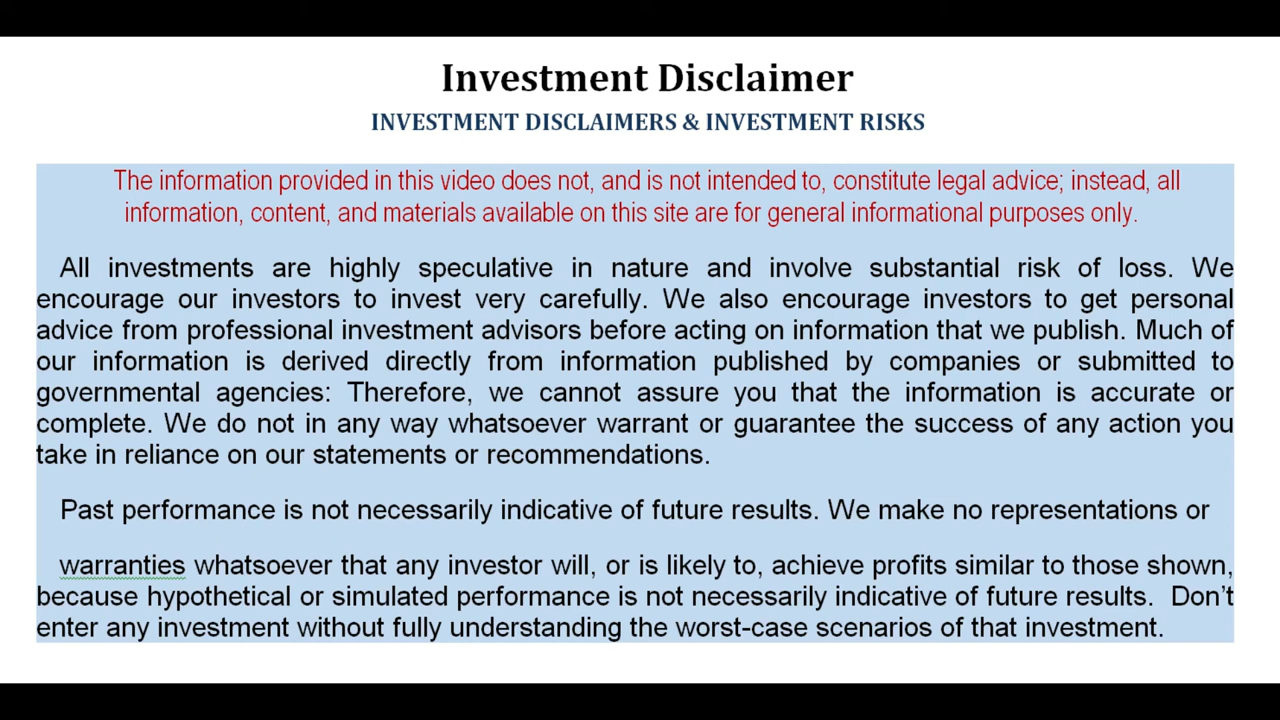 Investment Disclaimer
INVESTMENT DISCLAIMERS & INVESTMENT RISKS
The information provided in this video does not, and is not intended to, constitute legal advice; instead, all
information, content, and materials available on this site are for general informational purposes only.
All investments are highly speculative in nature and involve substantial risk of loss. We
encourage our investors to invest very carefully. We also encourage investors to get personal
advice from professional investment advisors before acting on information that we publish. Much of
our information is derived directly from information published by companies or submitted to
governmental agencies: Therefore, we cannot assure you that the information is accurate or
complete. We do not in any way whatsoever warrant or guarantee the success of any action you
take in reliance on our statements or recommendations.
Past performance is not necessarily indicative of future results. We make no representations or
warranties whatsoever that any investor will, or is likely to, achieve profits similar to those shown,
because hypothetical or simulated performance is not necessarily indicative of future results.  Don’t
enter any investment without fully understanding the worst-case scenarios of that investment.